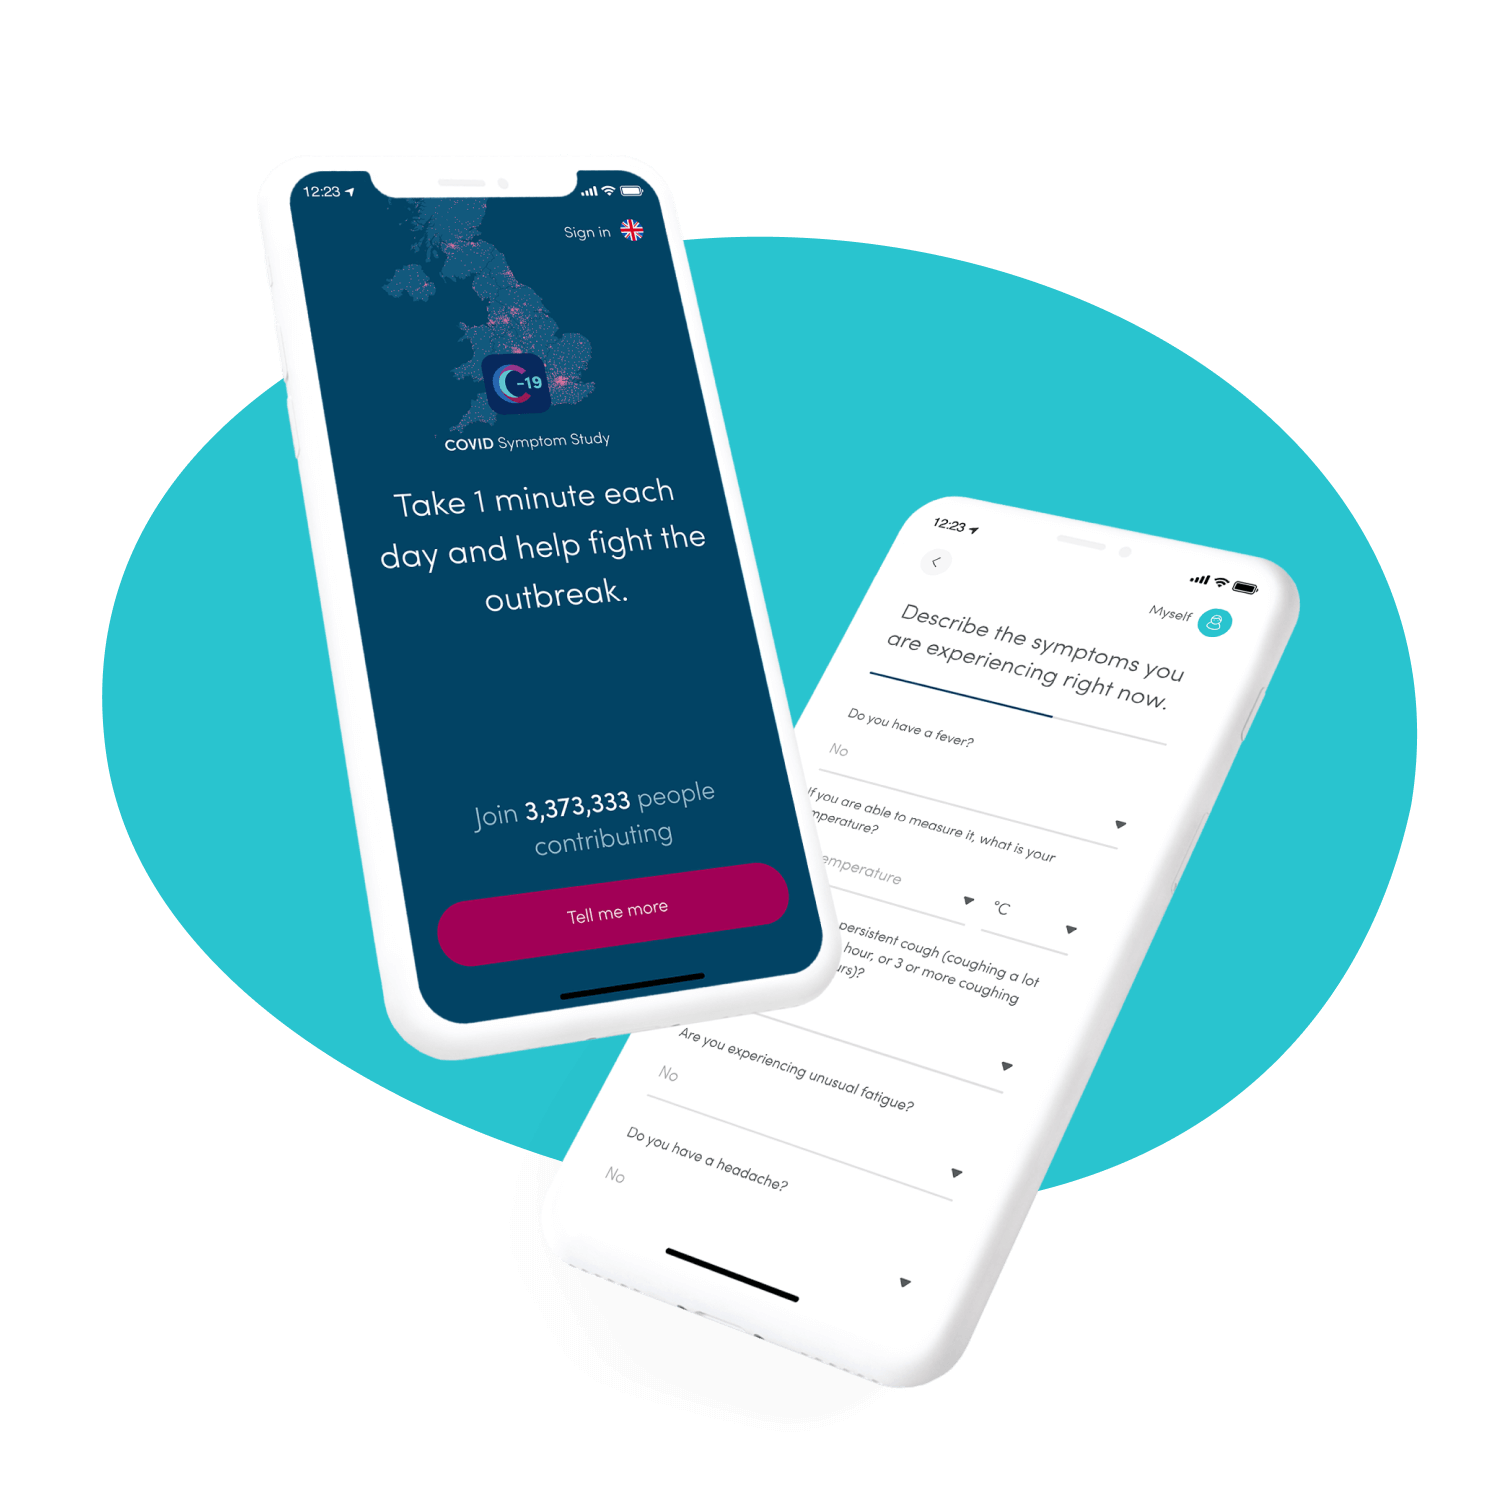 12:23
Sign in
C-19
COVID Symptom Study
Take 1 minute each
day and help fight the
outbreak.
Join 3,373,333 people
contributing
Tell me more
12:23
Myself
Describe the symptoms you
are experiencing right now.
Do you have a fever?
No
If you are able to measure it, what is your
mperature?
emperature
°C
persistent cough (coughing a lot
hour, or 3 or more coughing
urs)?
Are you experiencing unusual fatigue?
No
Do you have a headache?
No